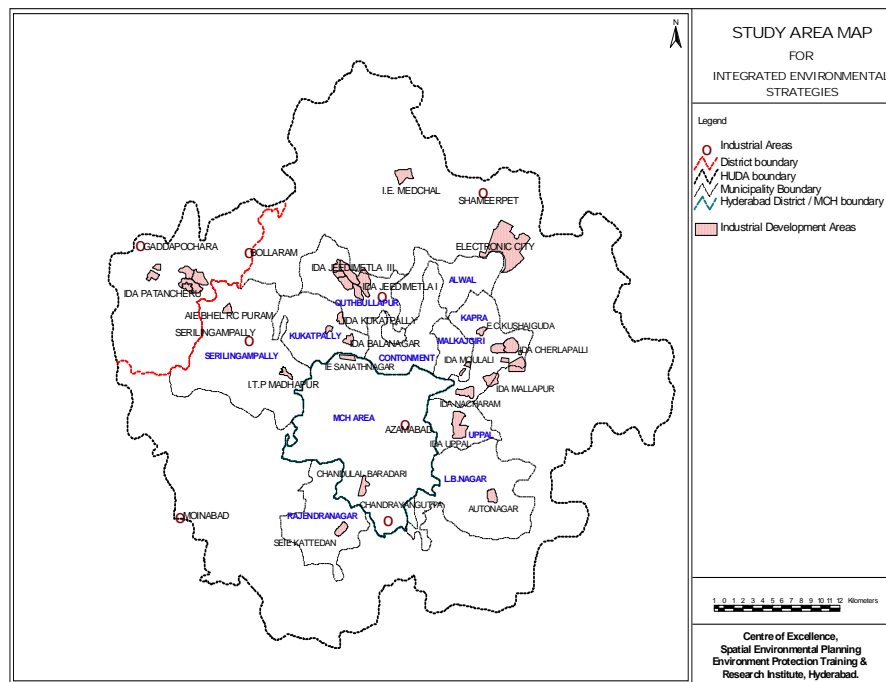 STUDY AREA MAP
FOR
INTEGRATED ENVIRONMENTAL
STRATEGIES
Legend
Industrial Areas
District boundary
HUDA boundary
Municipality Boundary
Hyderabad District / MCH boundary
Industrial Development Areas
N
I.E. MEDCHAL
SHAMEERPET
GADDAPOCHARA
BOLLARAM
ELECTRONIC CITY
IDA JEEDIMETLA III
ALWAL
IDA PATANCHERU
IDA JEEDIMETLA I
QUTHBULLAPUR
AIE BHEL RC PURAM
KAPRA
IDA KUKATPALLY
E.C.KUSHAIGUDA
SERILINGAMPALLY
KUKATPALLY
MALKAJGIRI
IDA BALANAGAR
IDA CHERLAPALLI
SERILINGAMPALLY
CONTONMENT
IDA MOULALI
IE SANATHNAGAR
I.T.P MADHAPUR
IDA MALLAPUR
IDA NACHARAM
MCH AREA
AZAMABAD
UPPAL
IDA UPPAL
CHANDULAL BARADARI
L.B.NAGAR
CHANDRAYANGUTTA
AUTONAGAR
MOINABAD
RAJENDRANAGAR
SEIE KATTEDAN
1 0 1 2 3 4 5 6 7 8 9 10 11 12 Kilometers
Centre of Excellence,
Spatial Environmental Planning
Environment Protection Training &
Research Institute, Hyderabad.